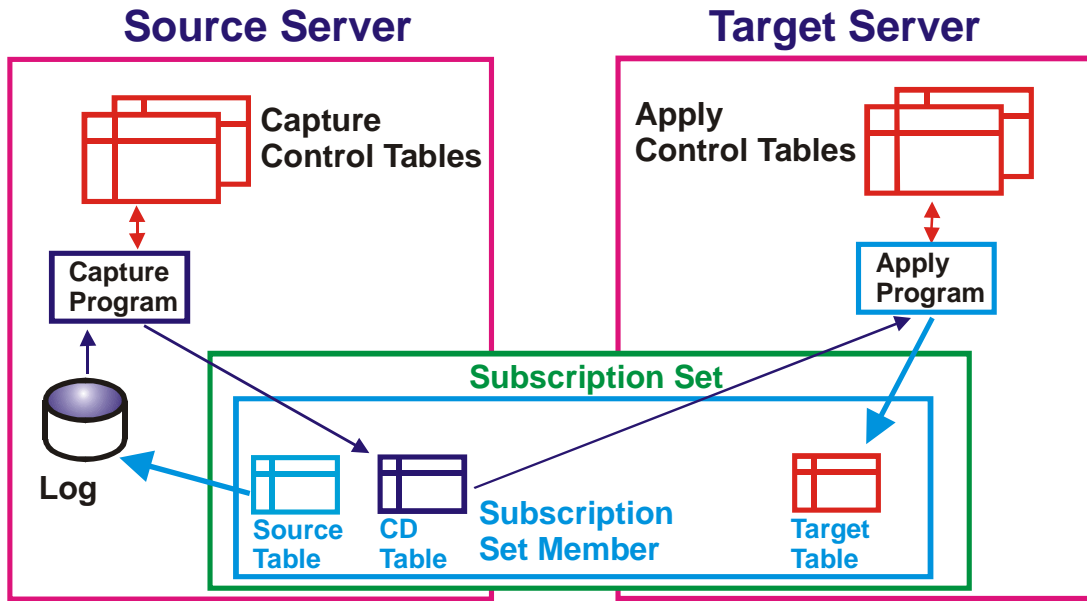 Source Server
Target Server
Capture
Control Tables
Apply
Control Tables
Capture
Program
Apply
Program
Subscription Set
Log
Source
Table
CD
Table
Subscription
Set Member
Target
Table